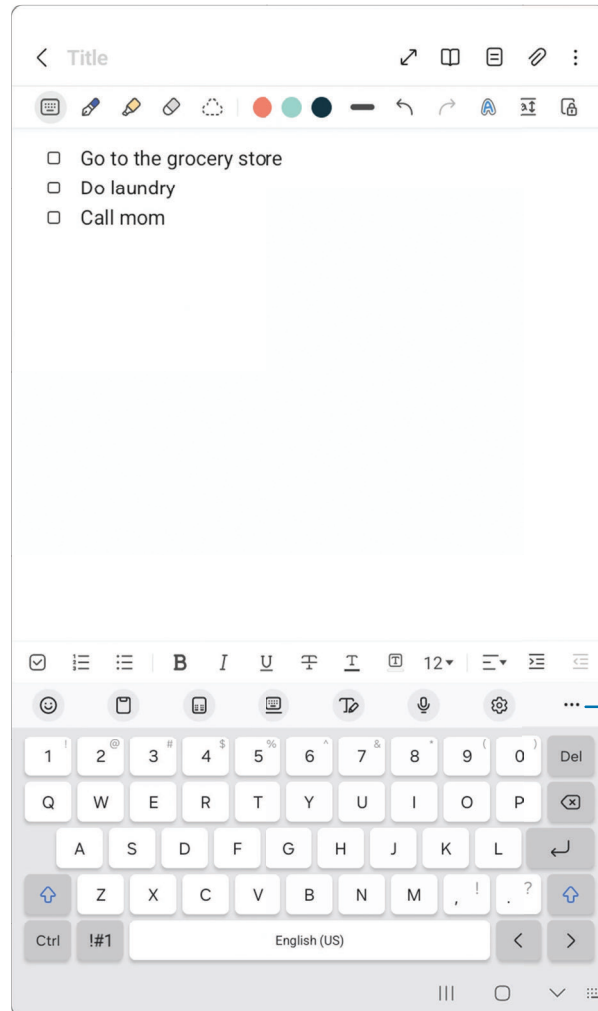 Title
Go to the grocery store
Do laundry
Call mom
B I U T T T 12
1 ! 2 @ 3 # 4 $ 5 % 6 ^ 7 & 8 * 9 ( 0 ) Del
Q W E R T Y U I O P
A S D F G H J K L
Z X C V B N M , ! . ?
Ctrl !#1 English (US) < >